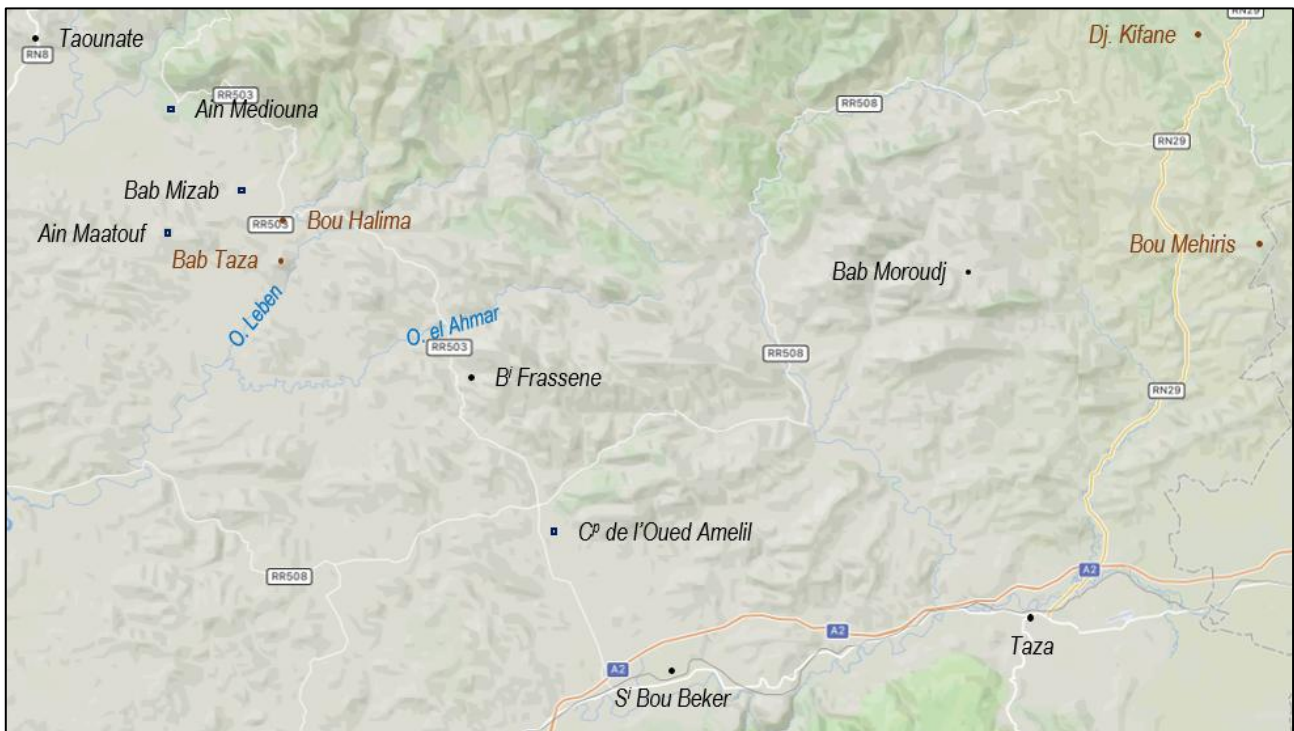 RN29
Taounate
Dj. Kifane
RN8
RR503
Ain Mediouna
RR508
RN29
Bab Mizab
RR503
Bou Halima
Ain Maatouf
Bab Taza
Bou Mehiris
Bab Moroudj
O. Leben
O. el Ahmar
RR503
RR508
Bⁱ Frassene
RN29
Cᵖ de l'Oued Amelil
RR508
A2
Taza
A2
A2
Sⁱ Bou Beker